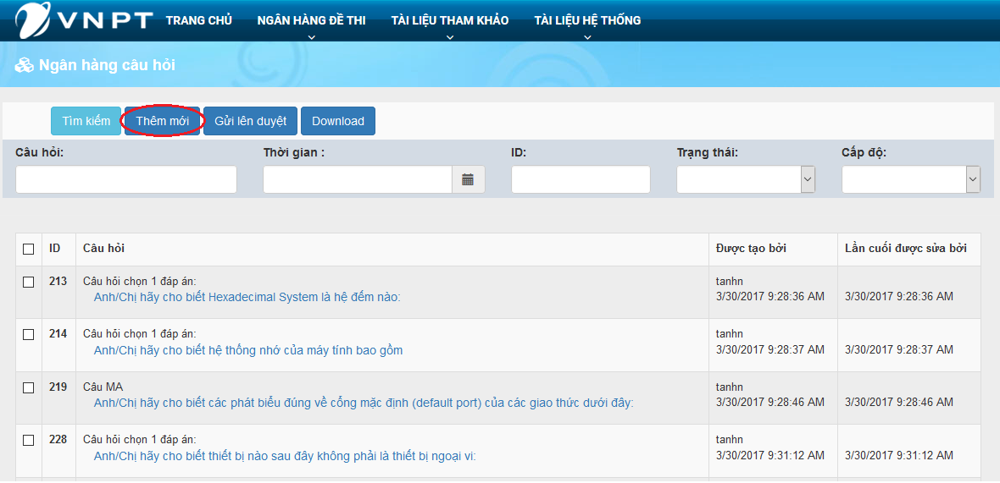 VNPT TRANG CHỦ NGÂN HÀNG ĐỀ THI TÀI LIỆU THAM KHẢO TÀI LIỆU HỆ THỐNG
Ngân hàng câu hỏi
Tìm kiếm Thêm mới Gửi lên duyệt Download
Câu hỏi: Thời gian : ID: Trạng thái: Cấp độ:
ID Câu hỏi Được tạo bởi Lần cuối được sửa bởi
213 Câu hỏi chọn 1 đáp án: tanhn
Anh/Chị hãy cho biết Hexadecimal System là hệ đếm nào: 3/30/2017 9:28:36 AM 3/30/2017 9:28:36 AM
214 Câu hỏi chọn 1 đáp án: tanhn
Anh/Chị hãy cho biết hệ thống nhớ của máy tính bao gồm 3/30/2017 9:28:37 AM 3/30/2017 9:28:37 AM
219 Câu MA tanhn
Anh/Chị hãy cho biết các phát biểu đúng về cổng mặc định (default port) của các giao thức dưới đây: 3/30/2017 9:28:46 AM 3/30/2017 9:28:46 AM
228 Câu hỏi chọn 1 đáp án: tanhn
Anh/Chị hãy cho biết thiết bị nào sau đây không phải là thiết bị ngoại vi: 3/30/2017 9:31:12 AM 3/30/2017 9:31:12 AM